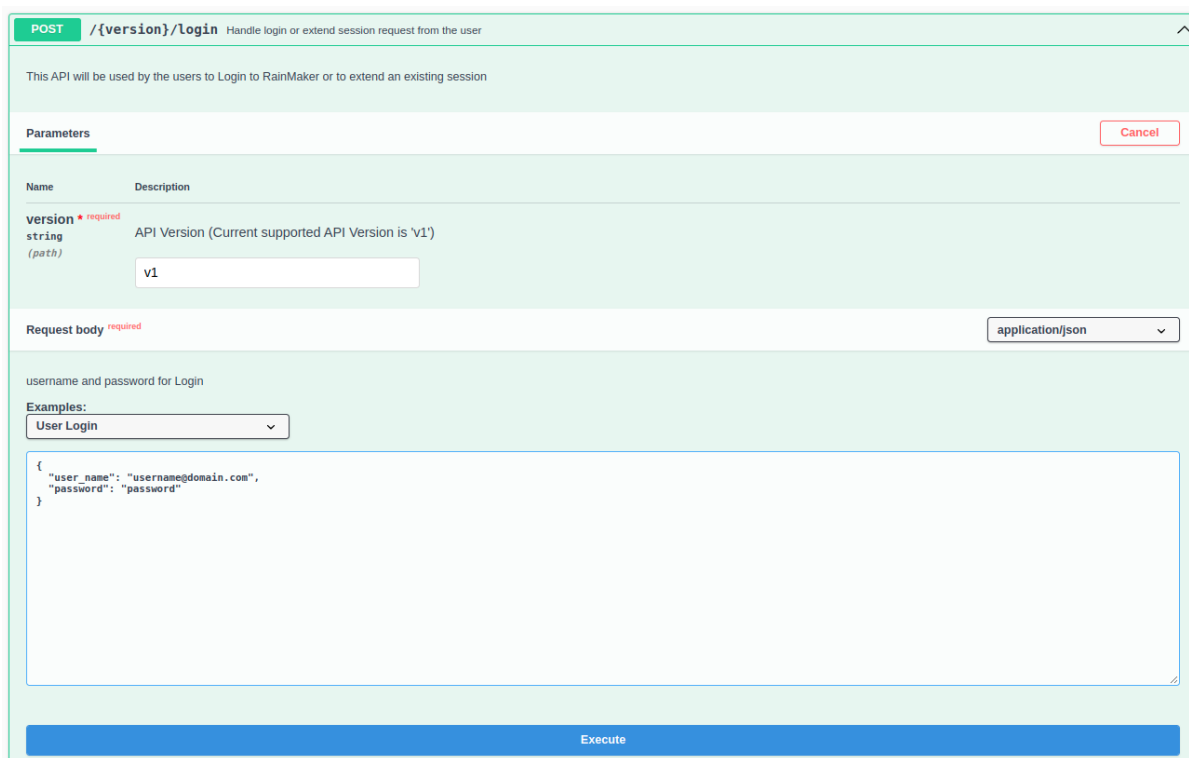 POST /{version}/login Handle login or extend session request from the user
This API will be used by the users to Login to RainMaker or to extend an existing session
Parameters
Cancel
Name Description
version * required
string
(path)
API Version (Current supported API Version is 'v1')
v1
Request body required
application/json
username and password for Login
Examples:
User Login
{
  "user_name": "username@domain.com",
  "password": "password"
}
Execute